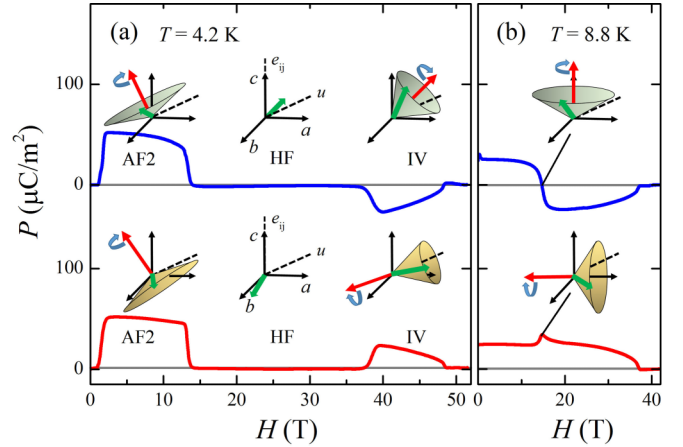 (a) T = 4.2 K
(b) T = 8.8 K
P (μC/m²)
100
0
100
0
e_ij
c
u
a
b
AF2 HF IV
e_ij
c
u
a
b
AF2 HF IV
0 10 20 30 40 50
0 20 40
H (T)
H (T)